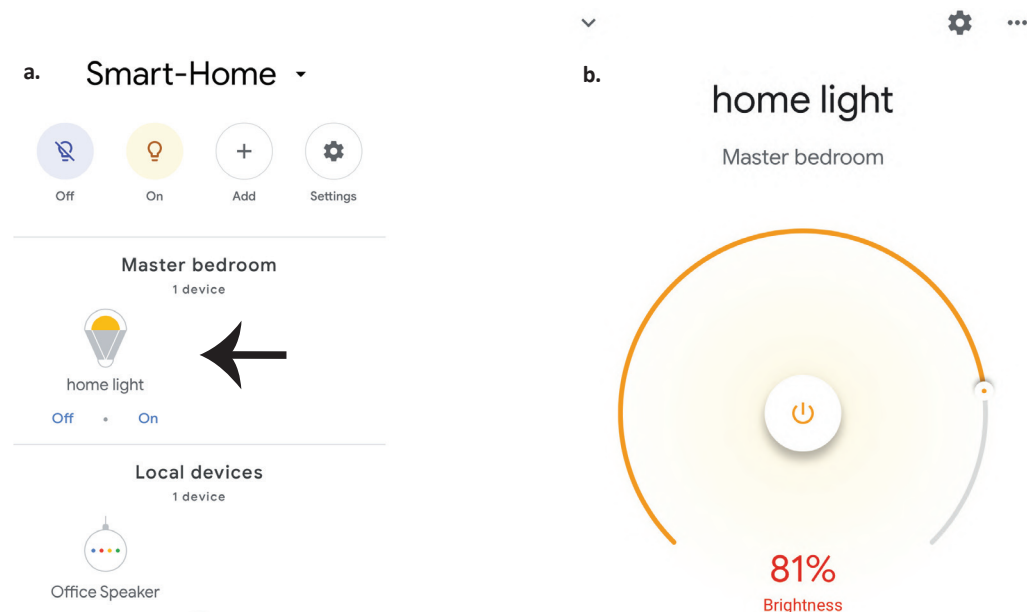 a.
Smart-Home
Off
On
Add
Settings
Master bedroom
1 device
home light
Off • On
Local devices
1 device
Office Speaker
b.
home light
Master bedroom
81%
Brightness